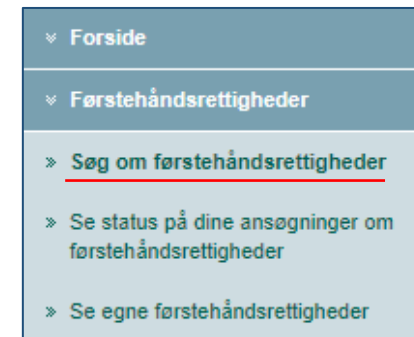 Forside
Førstehåndsrettigheder
Søg om førstehåndsrettigheder
Se status på dine ansøgninger om
førstehåndsrettigheder
Se egne førstehåndsrettigheder